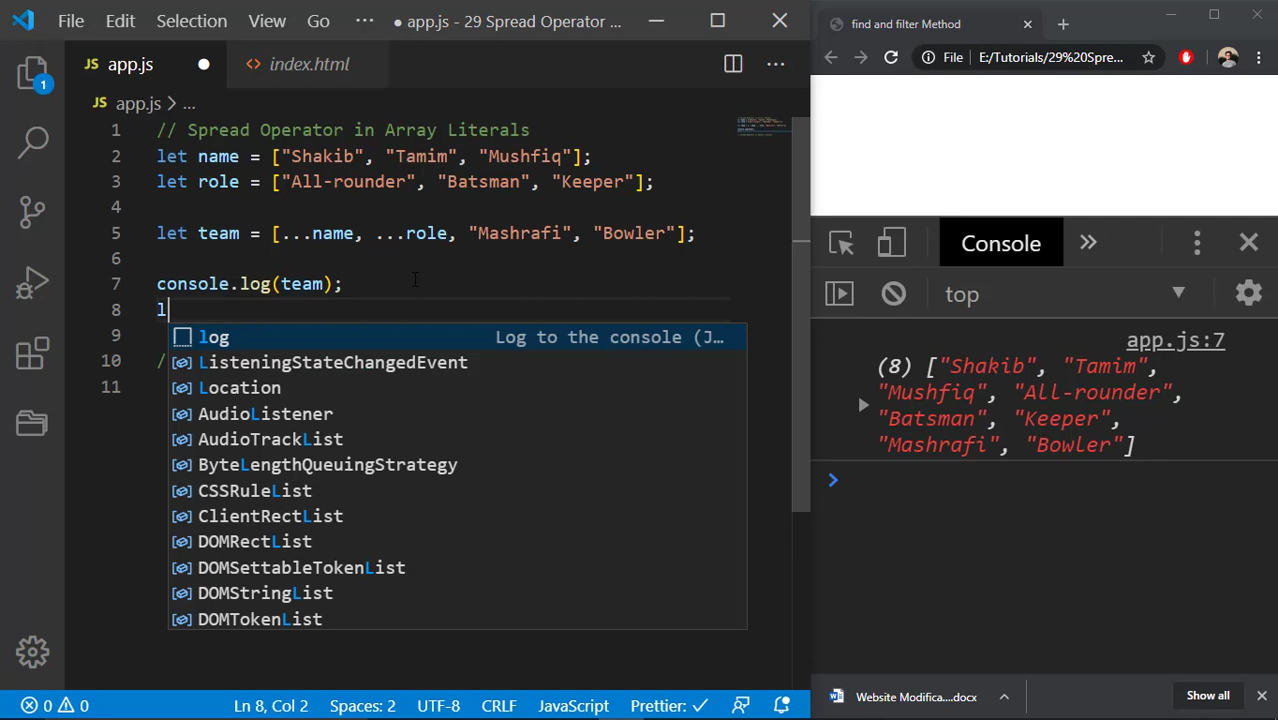 File Edit Selection View Go ··· ● app.js - 29 Spread Operator ...
JS app.js ● <> index.html ···
JS app.js > ...
1 // Spread Operator in Array Literals
2 let name = ["Shakib", "Tamim", "Mushfiq"];
3 let role = ["All-rounder", "Batsman", "Keeper"];
4
5 let team = [...name, ...role, "Mashrafi", "Bowler"];
6
7 console.log(team);
8 l
log Log to the console (J...
9
ListeningStateChangedEvent
10 /
Location
11
AudioListener
AudioTrackList
ByteLengthQueuingStrategy
CSSRuleList
ClientRectList
DOMRectList
DOMSettableTokenList
DOMStringList
DOMTokenList
1
0 0 Ln 8, Col 2 Spaces: 2 UTF-8 CRLF JavaScript Prettier: ✓
find and filter Method
File E:/Tutorials/29%20Spre...
Console
top
app.js:7
(8) ["Shakib", "Tamim",
"Mushfiq", "All-rounder",
"Batsman", "Keeper",
"Mashrafi", "Bowler"]
Website Modifica....docx Show all